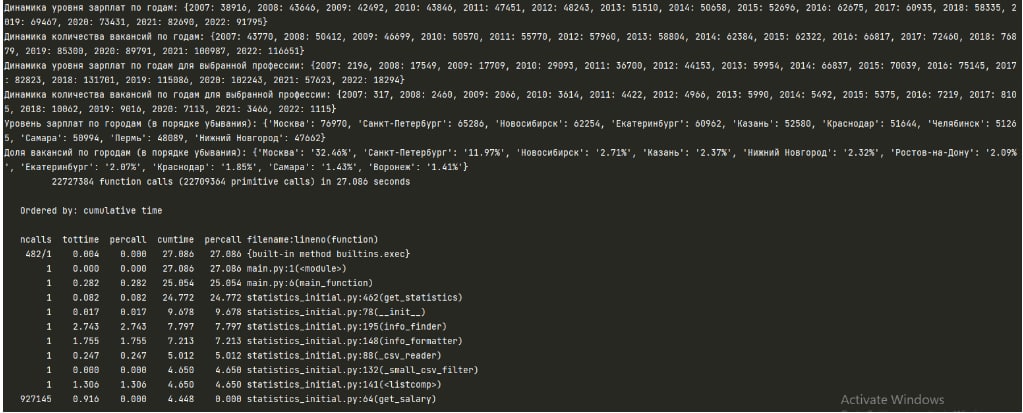 Динамика уровня зарплат по годам: {2007: 38916, 2008: 43646, 2009: 42492, 2010: 43846, 2011: 47451, 2012: 48243, 2013: 51510, 2014: 50658, 2015: 52696, 2016: 62675, 2017: 60935, 2018: 58335, 2
019: 69467, 2020: 73431, 2021: 82690, 2022: 91795}
Динамика количества вакансий по годам: {2007: 43770, 2008: 50412, 2009: 46699, 2010: 50570, 2011: 55770, 2012: 57960, 2013: 58804, 2014: 62384, 2015: 62322, 2016: 66817, 2017: 72460, 2018: 768
79, 2019: 85300, 2020: 89791, 2021: 100987, 2022: 116651}
Динамика уровня зарплат по годам для выбранной профессии: {2007: 2196, 2008: 17549, 2009: 17709, 2010: 29093, 2011: 36700, 2012: 44153, 2013: 59954, 2014: 66837, 2015: 70039, 2016: 75145, 2017
: 82823, 2018: 131701, 2019: 115086, 2020: 102243, 2021: 57623, 2022: 18294}
Динамика количества вакансий по годам для выбранной профессии: {2007: 317, 2008: 2460, 2009: 2066, 2010: 3614, 2011: 4422, 2012: 4966, 2013: 5990, 2014: 5492, 2015: 5375, 2016: 7219, 2017: 810
5, 2018: 10062, 2019: 9016, 2020: 7113, 2021: 3466, 2022: 1115}
Уровень зарплат по городам (в порядке убывания): {'Москва': 76970, 'Санкт-Петербург': 65286, 'Новосибирск': 62254, 'Екатеринбург': 60962, 'Казань': 52580, 'Краснодар': 51644, 'Челябинск': 5126
5, 'Самара': 50994, 'Пермь': 48089, 'Нижний Новгород': 47662}
Доля вакансий по городам (в порядке убывания): {'Москва': '32.46%', 'Санкт-Петербург': '11.97%', 'Новосибирск': '2.71%', 'Казань': '2.37%', 'Нижний Новгород': '2.32%', 'Ростов-на-Дону': '2.09%
', 'Екатеринбург': '2.07%', 'Краснодар': '1.85%', 'Самара': '1.43%', 'Воронеж': '1.41%'}
22727384 function calls (22709364 primitive calls) in 27.086 seconds
Ordered by: cumulative time
ncalls tottime percall cumtime percall filename:lineno(function)
482/1 0.004 0.000 27.086 27.086 {built-in method builtins.exec}
1 0.000 0.000 27.086 27.086 main.py:1(<module>)
1 0.282 0.282 25.054 25.054 main.py:6(main_function)
1 0.082 0.082 24.772 24.772 statistics_initial.py:462(get_statistics)
1 0.017 0.017 9.678 9.678 statistics_initial.py:78(__init__)
1 2.743 2.743 7.797 7.797 statistics_initial.py:195(info_finder)
1 1.755 1.755 7.213 7.213 statistics_initial.py:148(info_formatter)
1 0.247 0.247 5.012 5.012 statistics_initial.py:88(_csv_reader)
1 0.000 0.000 4.650 4.650 statistics_initial.py:132(_small_csv_filter)
1 1.306 1.306 4.650 4.650 statistics_initial.py:141(<listcomp>)
927145 0.916 0.000 4.448 0.000 statistics_initial.py:64(get_salary)
Activate Windows